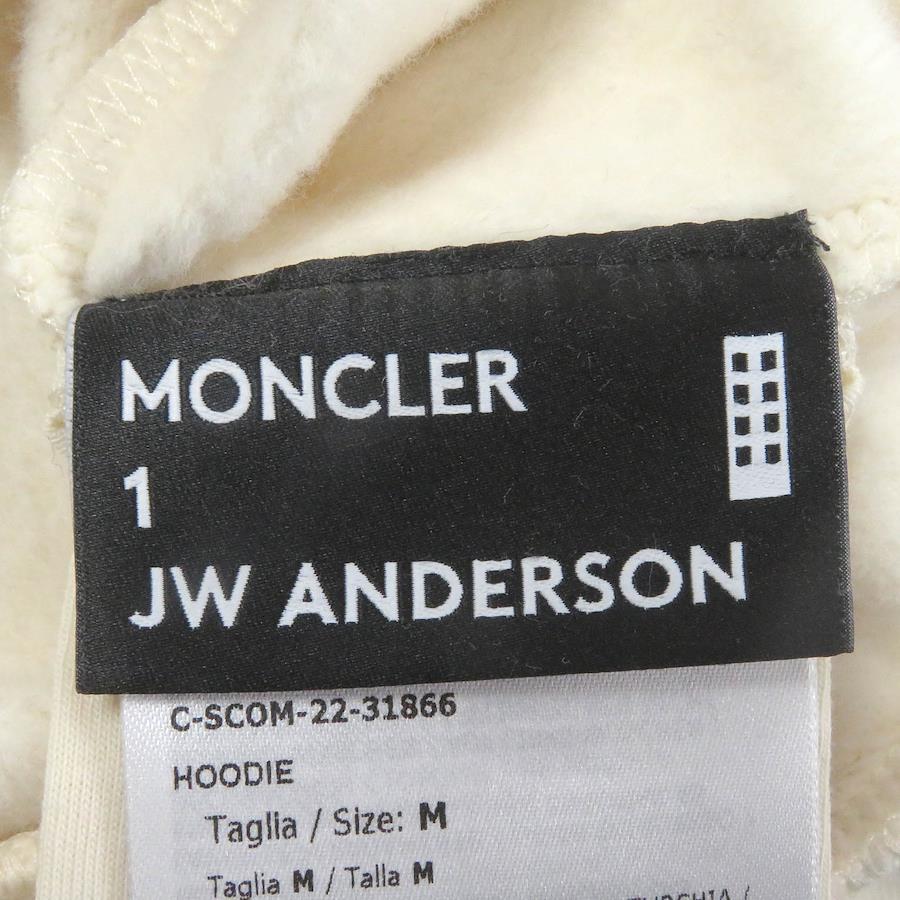 MONCLER
1
JW ANDERSON
C-SCOM-22-31866
HOODIE
Taglia / Size: M
Taglia M / Talla M